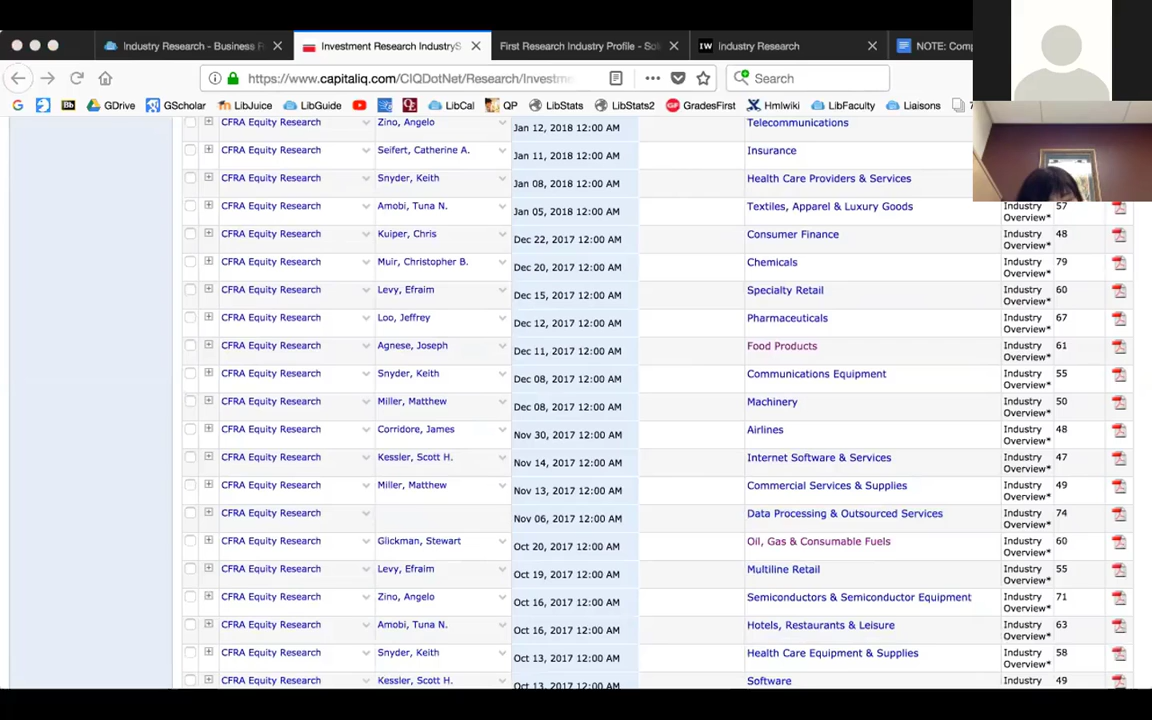 Industry Research - Business R
Investment Research IndustryS
First Research Industry Profile - Sol
Industry Research
NOTE: Comp
https://www.capitaliq.com/CIQDotNet/Research/Investme
Search
GDrive GScholar LibJuice LibGuide LibCal QP LibStats LibStats2 GradesFirst Hmlwiki LibFaculty Liaisons
CFRA Equity Research Zino, Angelo Jan 12, 2018 12:00 AM Telecommunications
CFRA Equity Research Seifert, Catherine A. Jan 11, 2018 12:00 AM Insurance
CFRA Equity Research Snyder, Keith Jan 08, 2018 12:00 AM Health Care Providers & Services
CFRA Equity Research Amobi, Tuna N. Jan 05, 2018 12:00 AM Textiles, Apparel & Luxury Goods Industry 57
Overview*
CFRA Equity Research Kuiper, Chris Dec 22, 2017 12:00 AM Consumer Finance Industry 48
Overview*
CFRA Equity Research Muir, Christopher B. Dec 20, 2017 12:00 AM Chemicals Industry 79
Overview*
CFRA Equity Research Levy, Efraim Dec 15, 2017 12:00 AM Specialty Retail Industry 60
Overview*
CFRA Equity Research Loo, Jeffrey Dec 12, 2017 12:00 AM Pharmaceuticals Industry 67
Overview*
CFRA Equity Research Agnese, Joseph Dec 11, 2017 12:00 AM Food Products Industry 61
Overview*
CFRA Equity Research Snyder, Keith Dec 08, 2017 12:00 AM Communications Equipment Industry 55
Overview*
CFRA Equity Research Miller, Matthew Dec 08, 2017 12:00 AM Machinery Industry 50
Overview*
CFRA Equity Research Corridore, James Nov 30, 2017 12:00 AM Airlines Industry 48
Overview*
CFRA Equity Research Kessler, Scott H. Nov 14, 2017 12:00 AM Internet Software & Services Industry 47
Overview*
CFRA Equity Research Miller, Matthew Nov 13, 2017 12:00 AM Commercial Services & Supplies Industry 49
Overview*
CFRA Equity Research Nov 06, 2017 12:00 AM Data Processing & Outsourced Services Industry 74
Overview*
CFRA Equity Research Glickman, Stewart Oct 20, 2017 12:00 AM Oil, Gas & Consumable Fuels Industry 60
Overview*
CFRA Equity Research Levy, Efraim Oct 19, 2017 12:00 AM Multiline Retail Industry 55
Overview*
CFRA Equity Research Zino, Angelo Oct 16, 2017 12:00 AM Semiconductors & Semiconductor Equipment Industry 71
Overview*
CFRA Equity Research Amobi, Tuna N. Oct 16, 2017 12:00 AM Hotels, Restaurants & Leisure Industry 63
Overview*
CFRA Equity Research Snyder, Keith Oct 13, 2017 12:00 AM Health Care Equipment & Supplies Industry 58
Overview*
CFRA Equity Research Kessler, Scott H. Oct 13, 2017 12:00 AM Software Industry 49